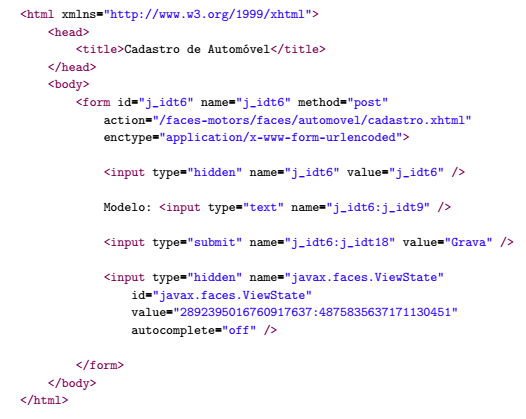 <html xmlns="http://www.w3.org/1999/xhtml">
<head>
<title>Cadastro de Automóvel</title>
</head>
<body>
<form id="j_idt6" name="j_idt6" method="post"
action="/faces-motors/faces/automovel/cadastro.xhtml"
enctype="application/x-www-form-urlencoded">
<input type="hidden" name="j_idt6" value="j_idt6" />
Modelo: <input type="text" name="j_idt6:j_idt9" />
<input type="submit" name="j_idt6:j_idt18" value="Grava" />
<input type="hidden" name="javax.faces.ViewState"
id="javax.faces.ViewState"
value="2892395016760917637:4875835637171130451"
autocomplete="off" />
</form>
</body>
</html>